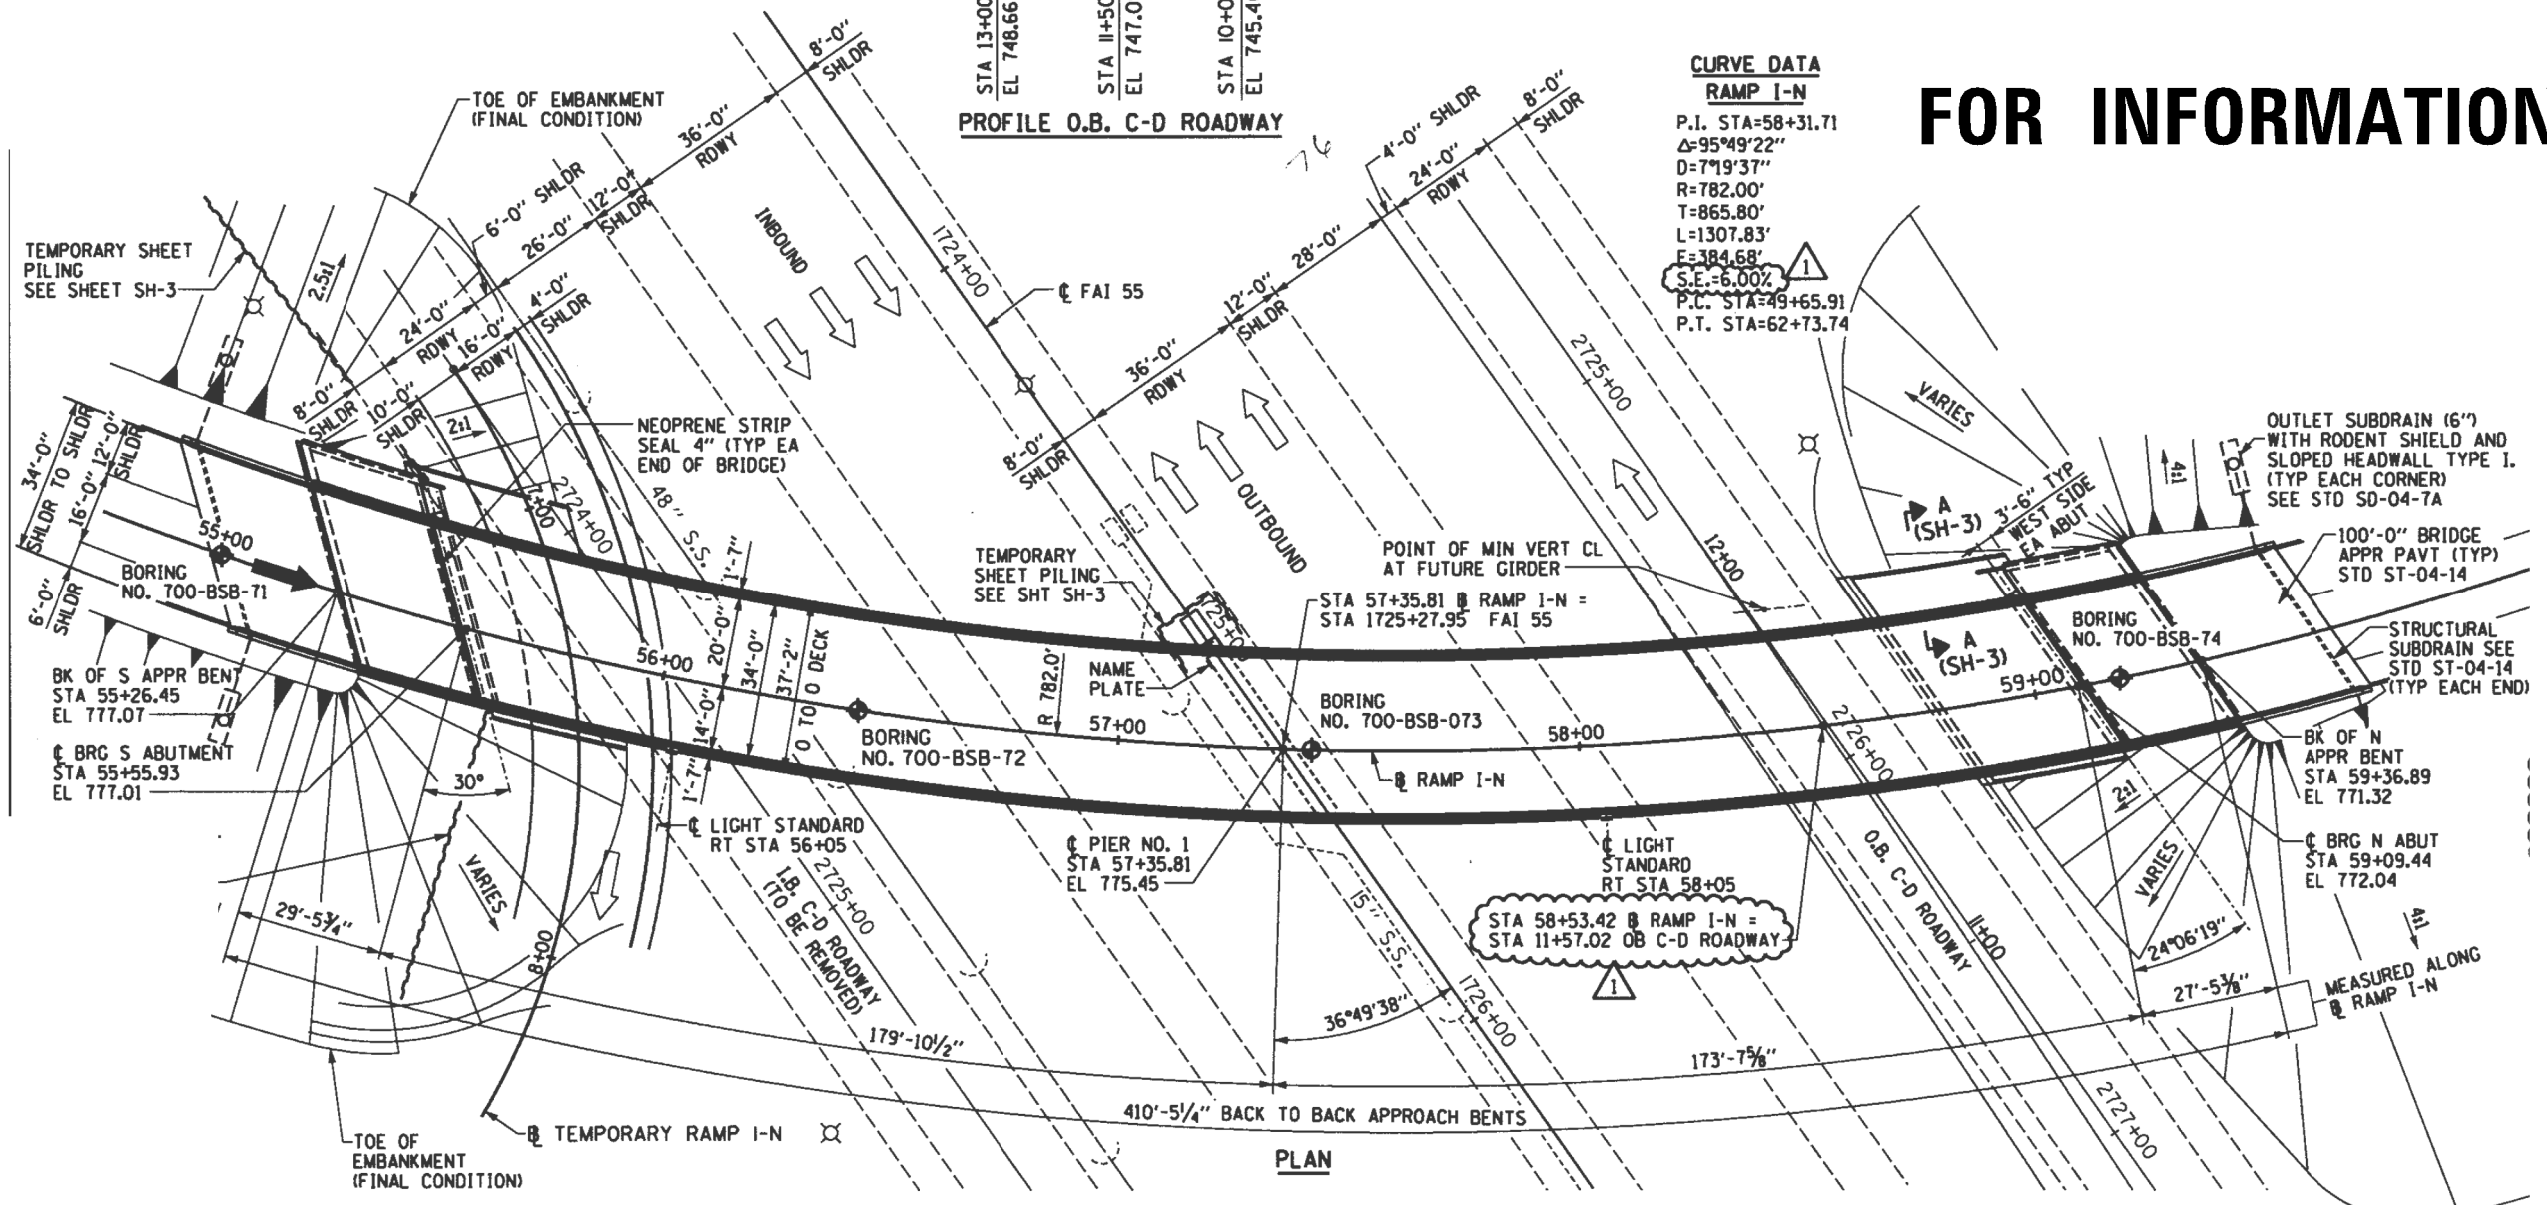 STA 13+00
EL 748.66
STA 11+50
EL 747.0
STA 10+0
EL 745.4
PROFILE O.B. C-D ROADWAY
CURVE DATA
RAMP I-N
P.I. STA=58+31.71
Δ=95°49'22"
D=7°19'37"
R=782.00'
T=865.80'
L=1307.83'
E=384.68'
S.E.=6.00%
P.C. STA=49+65.91
P.T. STA=62+73.74
1
FOR INFORMATION
76
TOE OF EMBANKMENT
(FINAL CONDITION)
TEMPORARY SHEET
PILING
SEE SHEET SH-3
2.5:1
8'-0"
SHLDR
36'-0"
RDWY
12'-0"
SHLDR
26'-0"
6'-0" SHLDR
4'-0"
SHLDR
24'-0"
RDWY
16'-0"
RDWY
8'-0"
SHLDR
10'-0"
SHLDR
2:1
INBOUND
1724+00
℄ FAI 55
4'-0" SHLDR
8'-0"
SHLDR
24'-0"
RDWY
28'-0"
12'-0"
SHLDR
36'-0"
RDWY
8'-0"
SHLDR
OUTBOUND
2725+00
VARIES
4:1
OUTLET SUBDRAIN (6")
WITH RODENT SHIELD AND
SLOPED HEADWALL TYPE I.
(TYP EACH CORNER)
SEE STD SD-04-7A
34'-0"
SHLDR TO SHLDR
12'-0"
SHLDR
16'-0"
6'-0"
SHLDR
55+00
BORING
NO. 700-BSB-71
NEOPRENE STRIP
SEAL 4" (TYP EA
END OF BRIDGE)
7+00
2724+00
48" S.S.
1'-7"
20'-0"
34'-0"
37'-2"
O TO O DECK
14'-0"
1'-7"
56+00
TEMPORARY
SHEET PILING
SEE SHT SH-3
1725+00
POINT OF MIN VERT CL
AT FUTURE GIRDER
12+00
A
(SH-3)
3'-6" TYP
WEST SIDE
EA ABUT
100'-0" BRIDGE
APPR PAVT (TYP)
STD ST-04-14
STA 57+35.81 ⅊ RAMP I-N =
STA 1725+27.95 FAI 55
BORING
NO. 700-BSB-74
A
(SH-3)
STRUCTURAL
SUBDRAIN SEE
STD ST-04-14
(TYP EACH END)
BK OF S APPR BENT
STA 55+26.45
EL 777.07
NAME
PLATE
R 782.0'
57+00
BORING
NO. 700-BSB-073
58+00
59+00
BORING
NO. 700-BSB-72
℄ BRG S ABUTMENT
STA 55+55.93
EL 777.01
30°
⅊ RAMP I-N
2726+00
BK OF N
APPR BENT
STA 59+36.89
EL 771.32
2:1
℄ LIGHT STANDARD
RT STA 56+05
℄ PIER NO. 1
STA 57+35.81
EL 775.45
℄ LIGHT
STANDARD
RT STA 58+05
℄ BRG N ABUT
STA 59+09.44
EL 772.04
VARIES
VARIES
I.B. C-D ROADWAY
(TO BE REMOVED)
2725+00
15" S.S.
STA 58+53.42 ⅊ RAMP I-N =
STA 11+57.02 OB C-D ROADWAY
1
O.B. C-D ROADWAY
11+00
4:1
24°06'19"
29'-5¾"
8+00
36°49'38"
1726+00
27'-5⅜"
MEASURED ALONG
⅊ RAMP I-N
179'-10½"
173'-7⅝"
410'-5¼" BACK TO BACK APPROACH BENTS
2727+00
⅊ TEMPORARY RAMP I-N
TOE OF
EMBANKMENT
(FINAL CONDITION)
PLAN